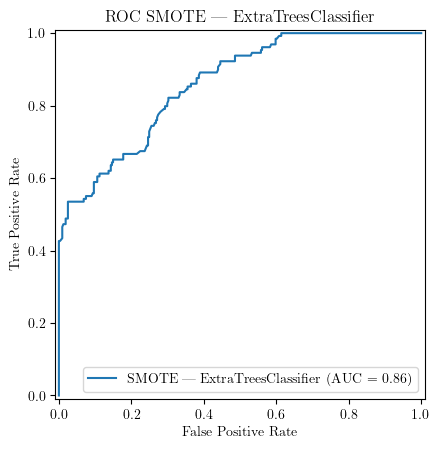 ROC SMOTE — ExtraTreesClassifier
1.0
0.8
0.6
0.4
0.2
0.0
True Positive Rate
SMOTE — ExtraTreesClassifier (AUC = 0.86)
0.0 0.2 0.4 0.6 0.8 1.0
False Positive Rate